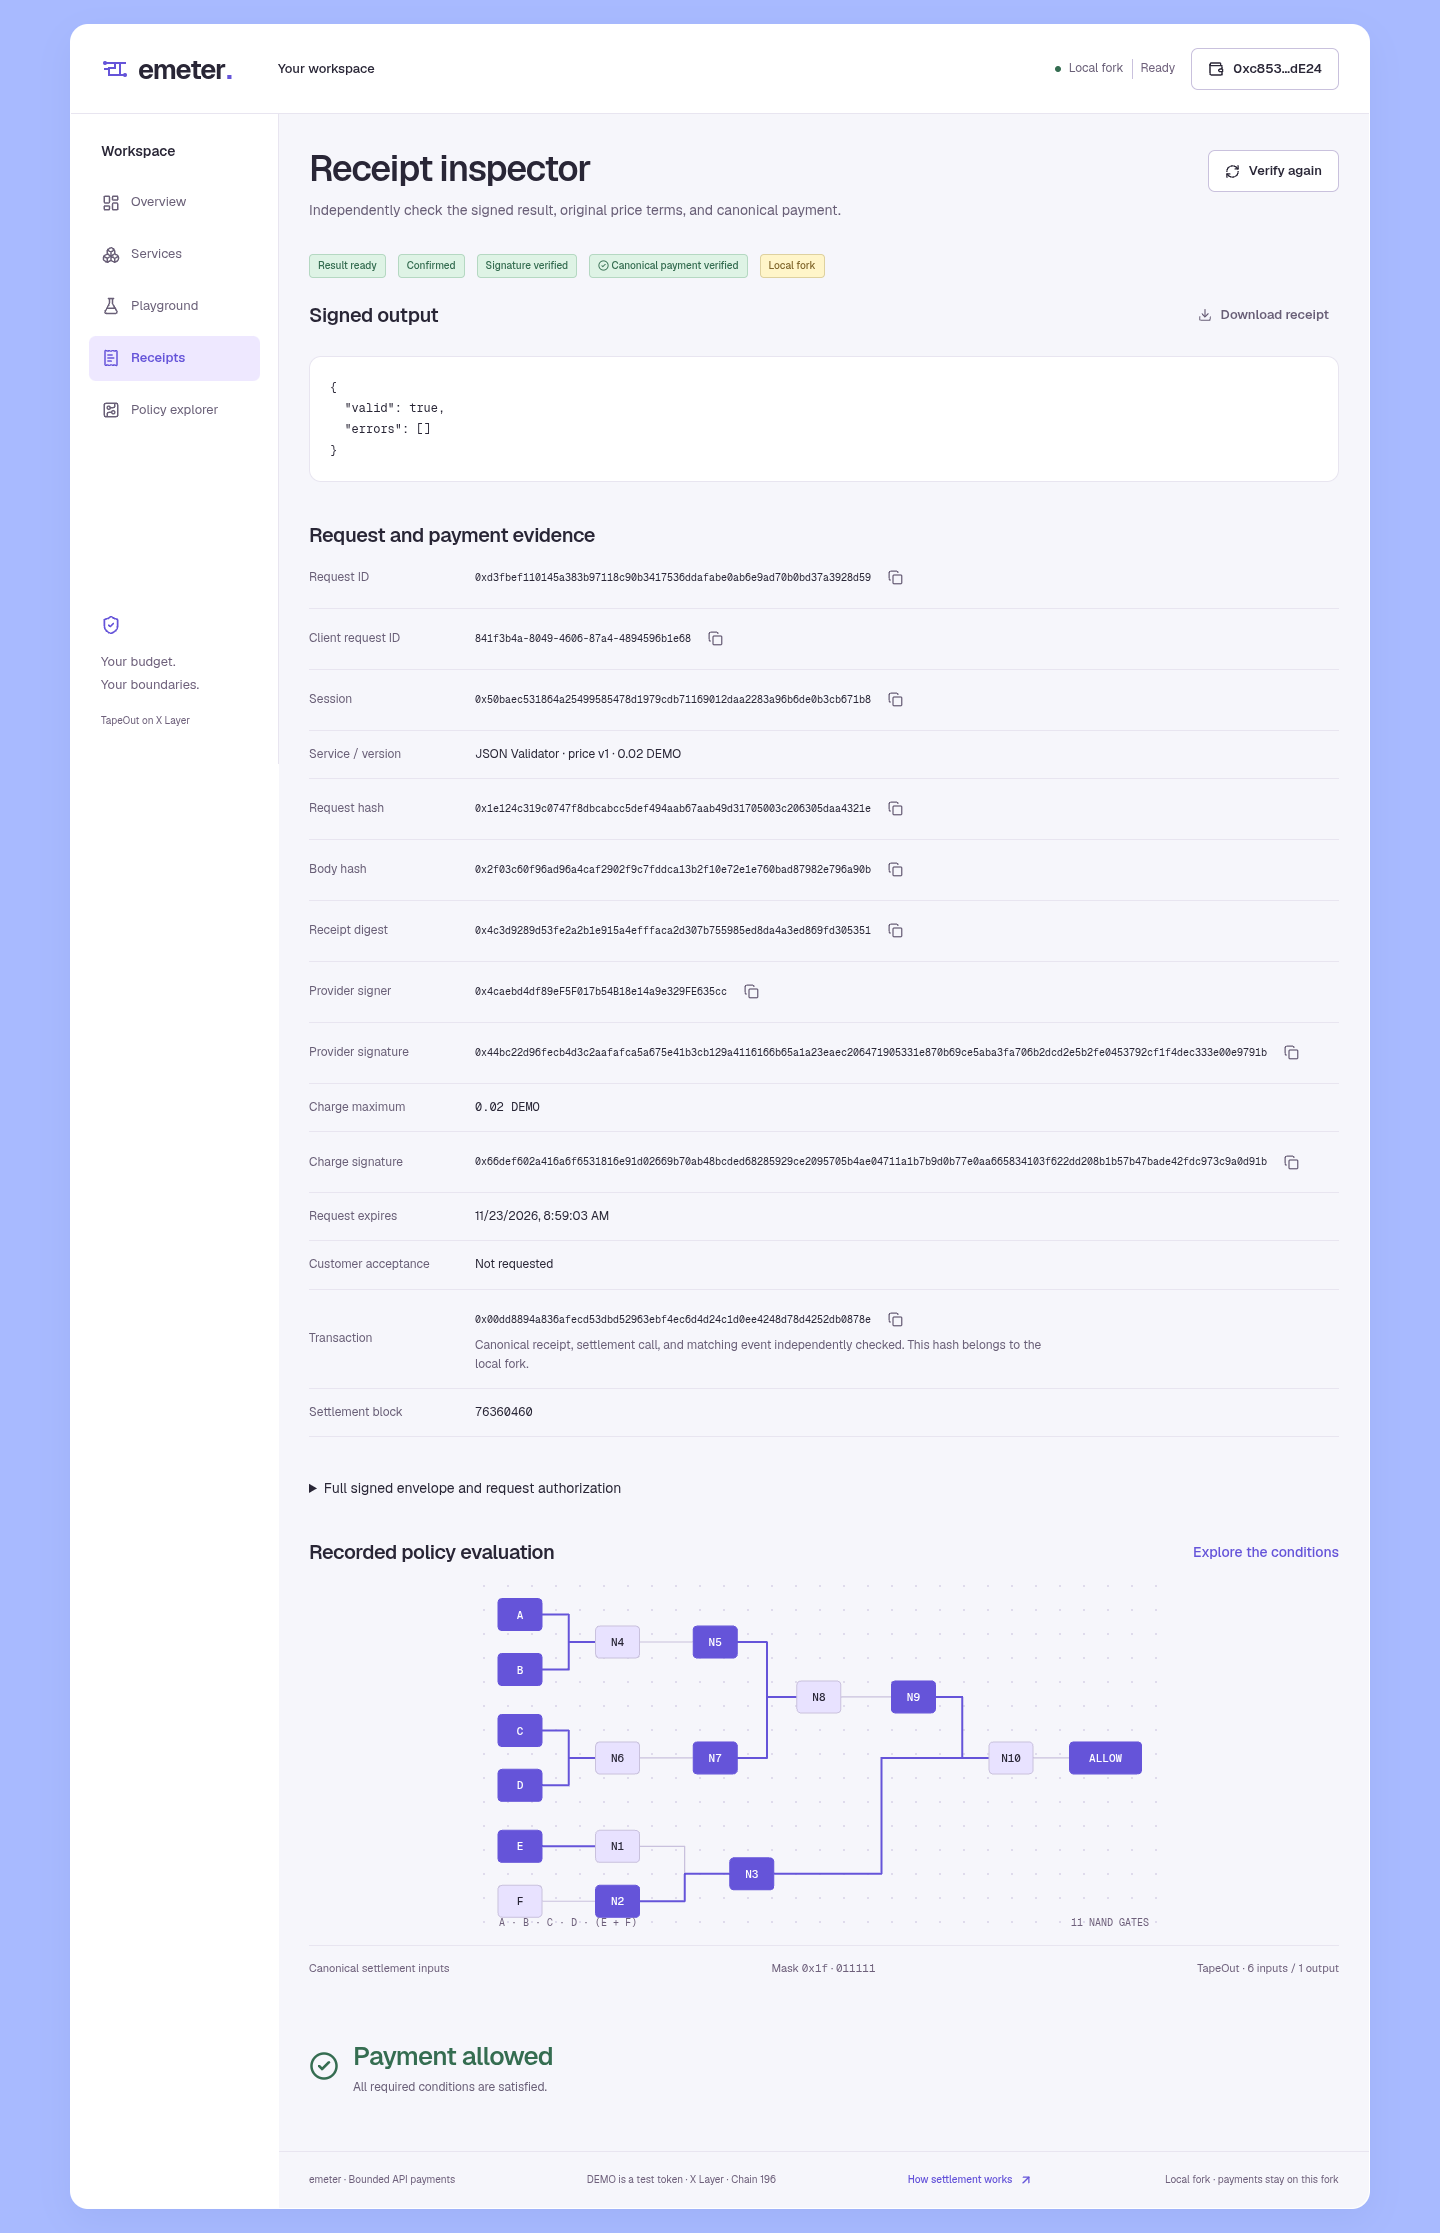 emeter.
Your workspace
Local fork
Ready
0xc853...dE24
Workspace
Overview
Services
Playground
Receipts
Policy explorer
Your budget.
Your boundaries.
TapeOut on X Layer
Receipt inspector
Verify again
Independently check the signed result, original price terms, and canonical payment.
Result ready
Confirmed
Signature verified
Canonical payment verified
Local fork
Signed output
Download receipt
{
"valid": true,
"errors": []
}
Request and payment evidence
Request ID
0xd3fbef110145a383b97118c90b3417536ddafabe0ab6e9ad70b0bd37a3928d59
Client request ID
841f3b4a-8049-4606-87a4-4894596b1e68
Session
0x50baec531864a25499585478d1979cdb71169012daa2283a96b6de0b3cb671b8
Service / version
JSON Validator · price v1 · 0.02 DEMO
Request hash
0x1e124c319c0747f8dbcabcc5def494aab67aab49d31705003c206305daa4321e
Body hash
0x2f03c60f96ad96a4caf2902f9c7fddca13b2f10e72e1e760bad87982e796a90b
Receipt digest
0x4c3d9289d53fe2a2b1e915a4efffaca2d307b755985ed8da4a3ed869fd305351
Provider signer
0x4caebd4df89eF5F017b54B18e14a9e329FE635cc
Provider signature
0x44bc22d96fecb4d3c2aafafca5a675e41b3cb129a4116166b65a1a23eaec206471905331e870b69ce5aba3fa706b2dcd2e5b2fe0453792cf1f4dec333e00e9791b
Charge maximum
0.02 DEMO
Charge signature
0x66def602a416a6f6531816e91d02669b70ab48bcded68285929ce2095705b4ae04711a1b7b9d0b77e0aa665834103f622dd208b1b57b47bade42fdc973c9a0d91b
Request expires
11/23/2026, 8:59:03 AM
Customer acceptance
Not requested
Transaction
0x00dd8894a836afecd53dbd52963ebf4ec6d4d24c1d0ee4248d78d4252db0878e
Canonical receipt, settlement call, and matching event independently checked. This hash belongs to the
local fork.
Settlement block
76360460
Full signed envelope and request authorization
Recorded policy evaluation
Explore the conditions
A
N4
N5
B
N8
N9
C
N6
N7
N10
ALLOW
D
E
N1
N3
F
N2
A · B · C · D · (E + F)
11 NAND GATES
Canonical settlement inputs
Mask 0x1f · 011111
TapeOut · 6 inputs / 1 output
Payment allowed
All required conditions are satisfied.
emeter · Bounded API payments
DEMO is a test token · X Layer · Chain 196
How settlement works
Local fork · payments stay on this fork